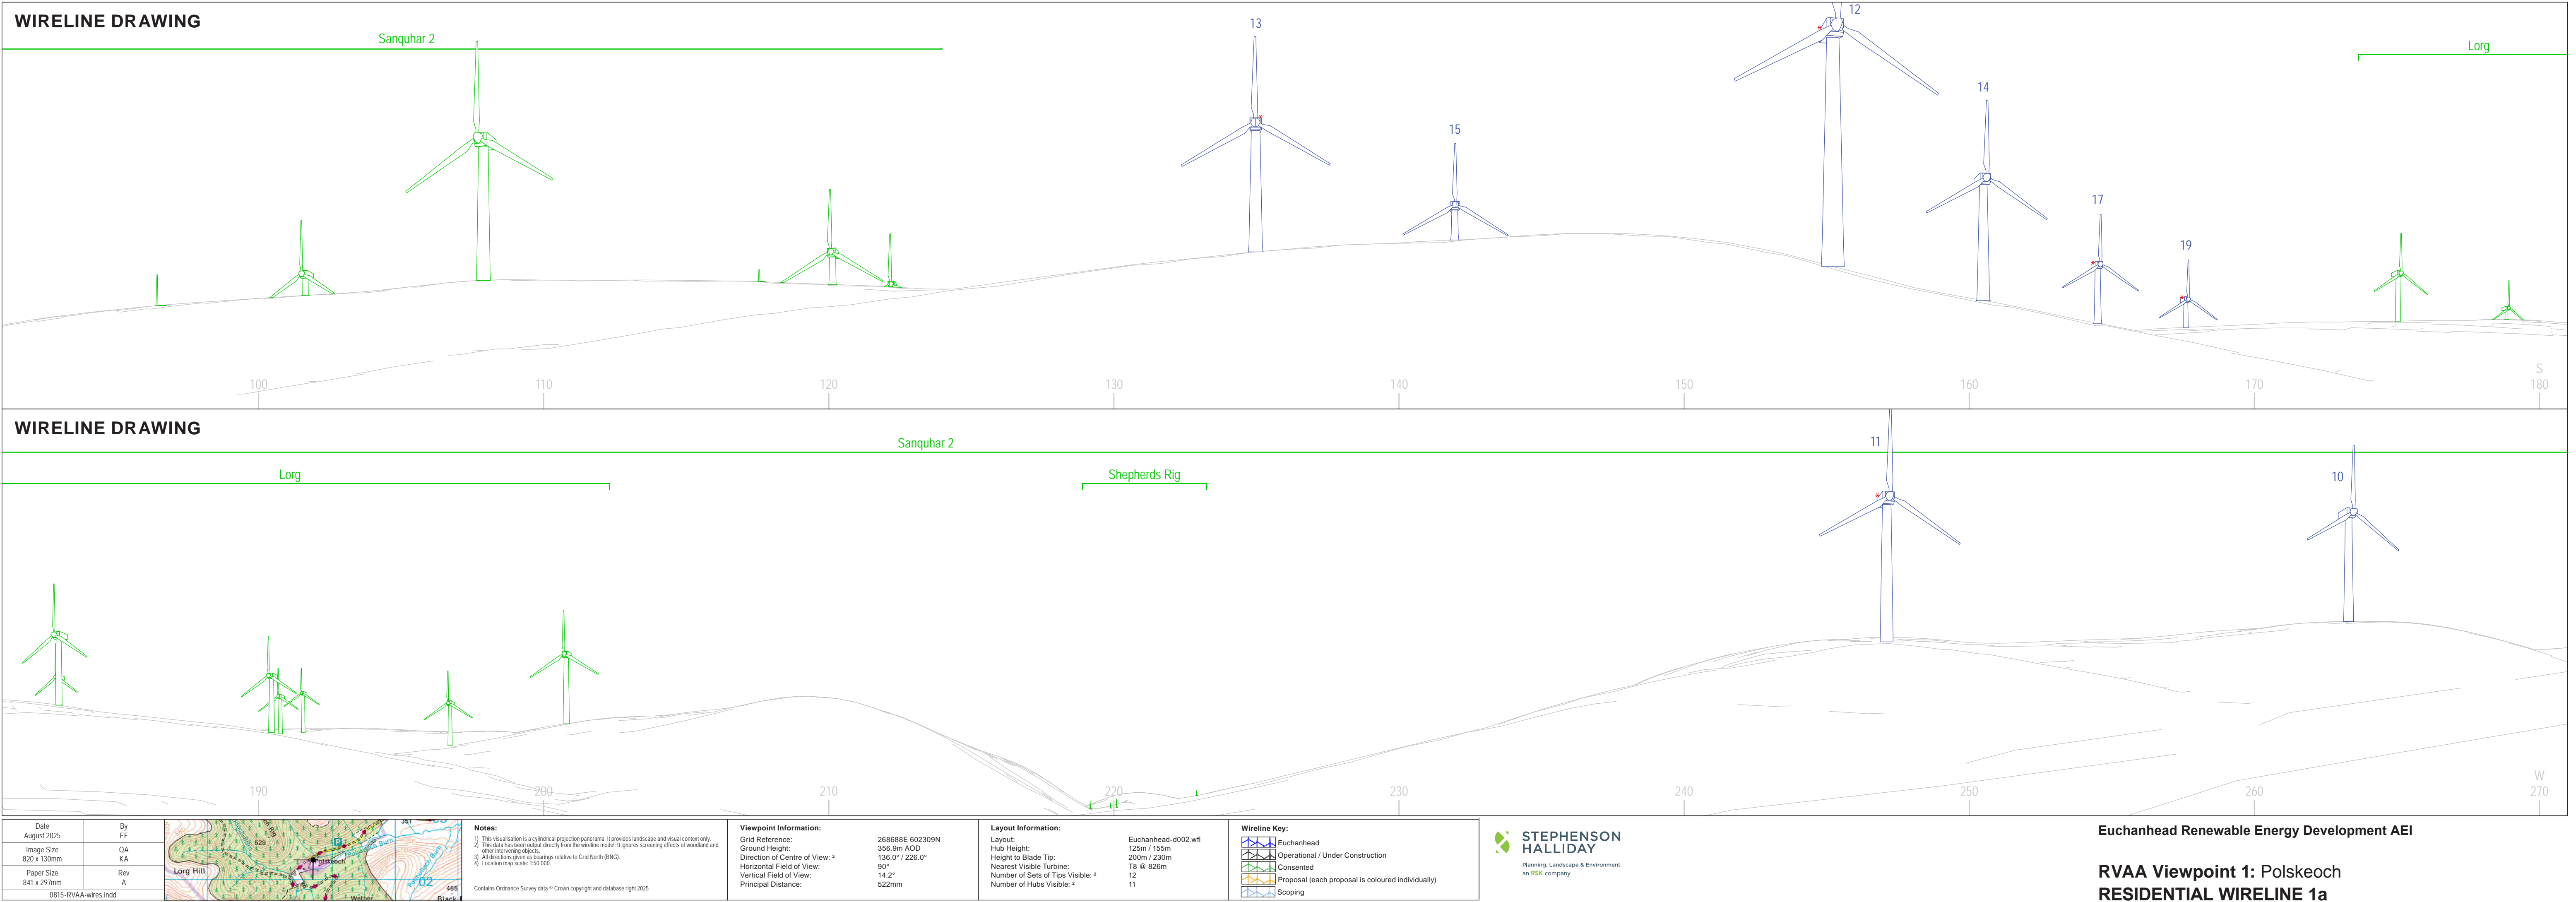 WIRELINE DRAWING
Sanquhar 2
13
12
Lorg
14
15
17
19
S
100
110
120
130
140
150
160
170
180
WIRELINE DRAWING
Sanquhar 2
11
Lorg
Shepherds Rig
10
W
190
200
210
220
230
240
250
260
270
Date
August 2025
By
EF
Image Size
820 x 130mm
QA
KA
Paper Size
841 x 297mm
Rev
A
0815-RVAA-wires.indd
529
351
Lorg Hill
02
465
Wether
Black
Notes:
1) This visualisation is a cylindrical projection panorama: It provides landscape and visual context only.
2) This data has been output directly from the wireline model: It ignores screening effects of woodland and
other intervening objects.
3) All directions given as bearings relative to Grid North (BNG).
4) Location map scale: 1:50,000.
Contains Ordnance Survey data © Crown copyright and database right 2025
Viewpoint Information:
Grid Reference: 268688E 602309N
Ground Height: 356.9m AOD
Direction of Centre of View: ³ 136.0° / 226.0°
Horizontal Field of View: 90°
Vertical Field of View: 14.2°
Principal Distance: 522mm
Layout Information:
Layout: Euchanhead-d002.wfl
Hub Height: 125m / 155m
Height to Blade Tip: 200m / 230m
Nearest Visible Turbine: T8 @ 826m
Number of Sets of Tips Visible: ² 12
Number of Hubs Visible: ² 11
Wireline Key:
Euchanhead
Operational / Under Construction
Consented
Proposal (each proposal is coloured individually)
Scoping
STEPHENSON
HALLIDAY
Planning, Landscape & Environment
an RSK company
Euchanhead Renewable Energy Development AEI
RVAA Viewpoint 1: Polskeoch
RESIDENTIAL WIRELINE 1a